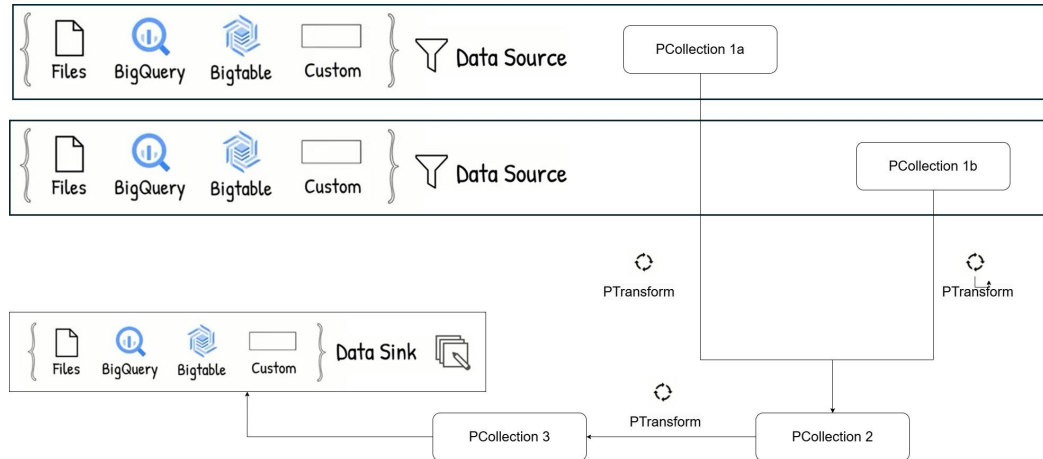 Files BigQuery Bigtable Custom Data Source PCollection 1a
Files BigQuery Bigtable Custom Data Source PCollection 1b
PTransform PTransform
Files BigQuery Bigtable Custom Data Sink
PTransform
PCollection 3 PCollection 2